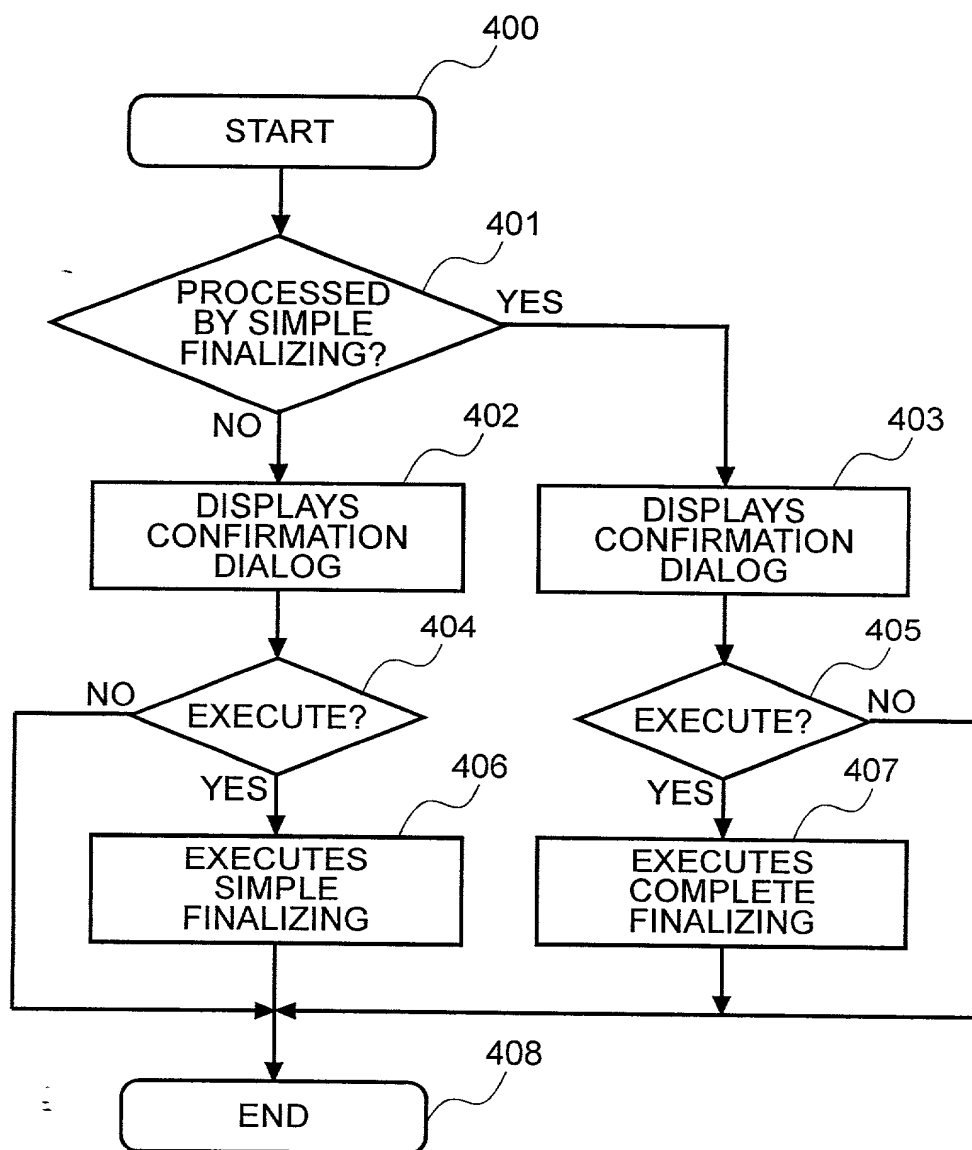 400
START
401
PROCESSED
BY SIMPLE
FINALIZING?
YES
NO
402
403
DISPLAYS
CONFIRMATION
DIALOG
DISPLAYS
CONFIRMATION
DIALOG
404
405
NO
EXECUTE?
EXECUTE?
NO
YES
406
YES
407
EXECUTES
SIMPLE
FINALIZING
EXECUTES
COMPLETE
FINALIZING
408
END